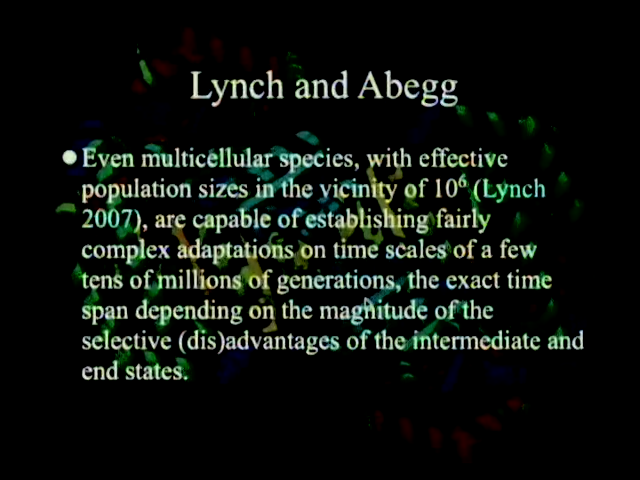 Lynch and Abegg
Even multicellular species, with effective
population sizes in the vicinity of 10⁶ (Lynch
2007), are capable of establishing fairly
complex adaptations on time scales of a few
tens of millions of generations, the exact time
span depending on the magnitude of the
selective (dis)advantages of the intermediate and
end states.